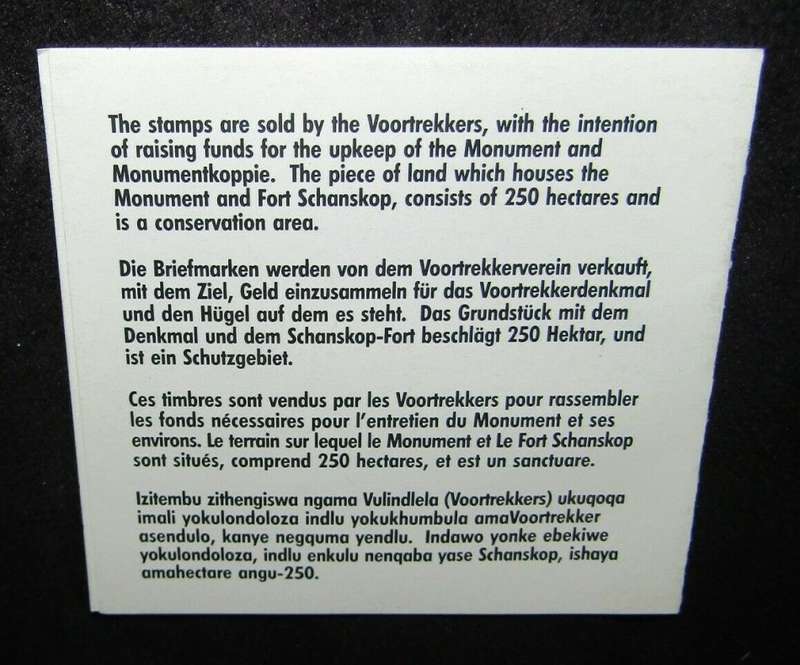 The stamps are sold by the Voortrekkers, with the intention
of raising funds for the upkeep of the Monument and
Monumentkoppie. The piece of land which houses the
Monument and Fort Schanskop, consists of 250 hectares and
is a conservation area.
Die Briefmarken werden von dem Voortrekkerverein verkauft,
mit dem Ziel, Geld einzusammeln für das Voortrekkerdenkmal
und den Hügel auf dem es steht. Das Grundstück mit dem
Denkmal und dem Schanskop-Fort beschlägt 250 Hektar, und
ist ein Schutzgebiet.
Ces timbres sont vendus par les Voortrekkers pour rassembler
les fonds nécessaires pour l'entretien du Monument et ses
environs. Le terrain sur lequel le Monument et Le Fort Schanskop
sont situés, comprend 250 hectares, et est un sanctuare.
Izitembu zithengiswa ngama Vulindlela (Voortrekkers) ukuqoqa
imali yokulondoloza indlu yokukhumbula amaVoortrekker
asendulo, kanye negquma yendlu. Indawo yonke ebekiwe
yokulondoloza, indlu enkulu nenqaba yase Schanskop, ishaya
amahectare angu-250.